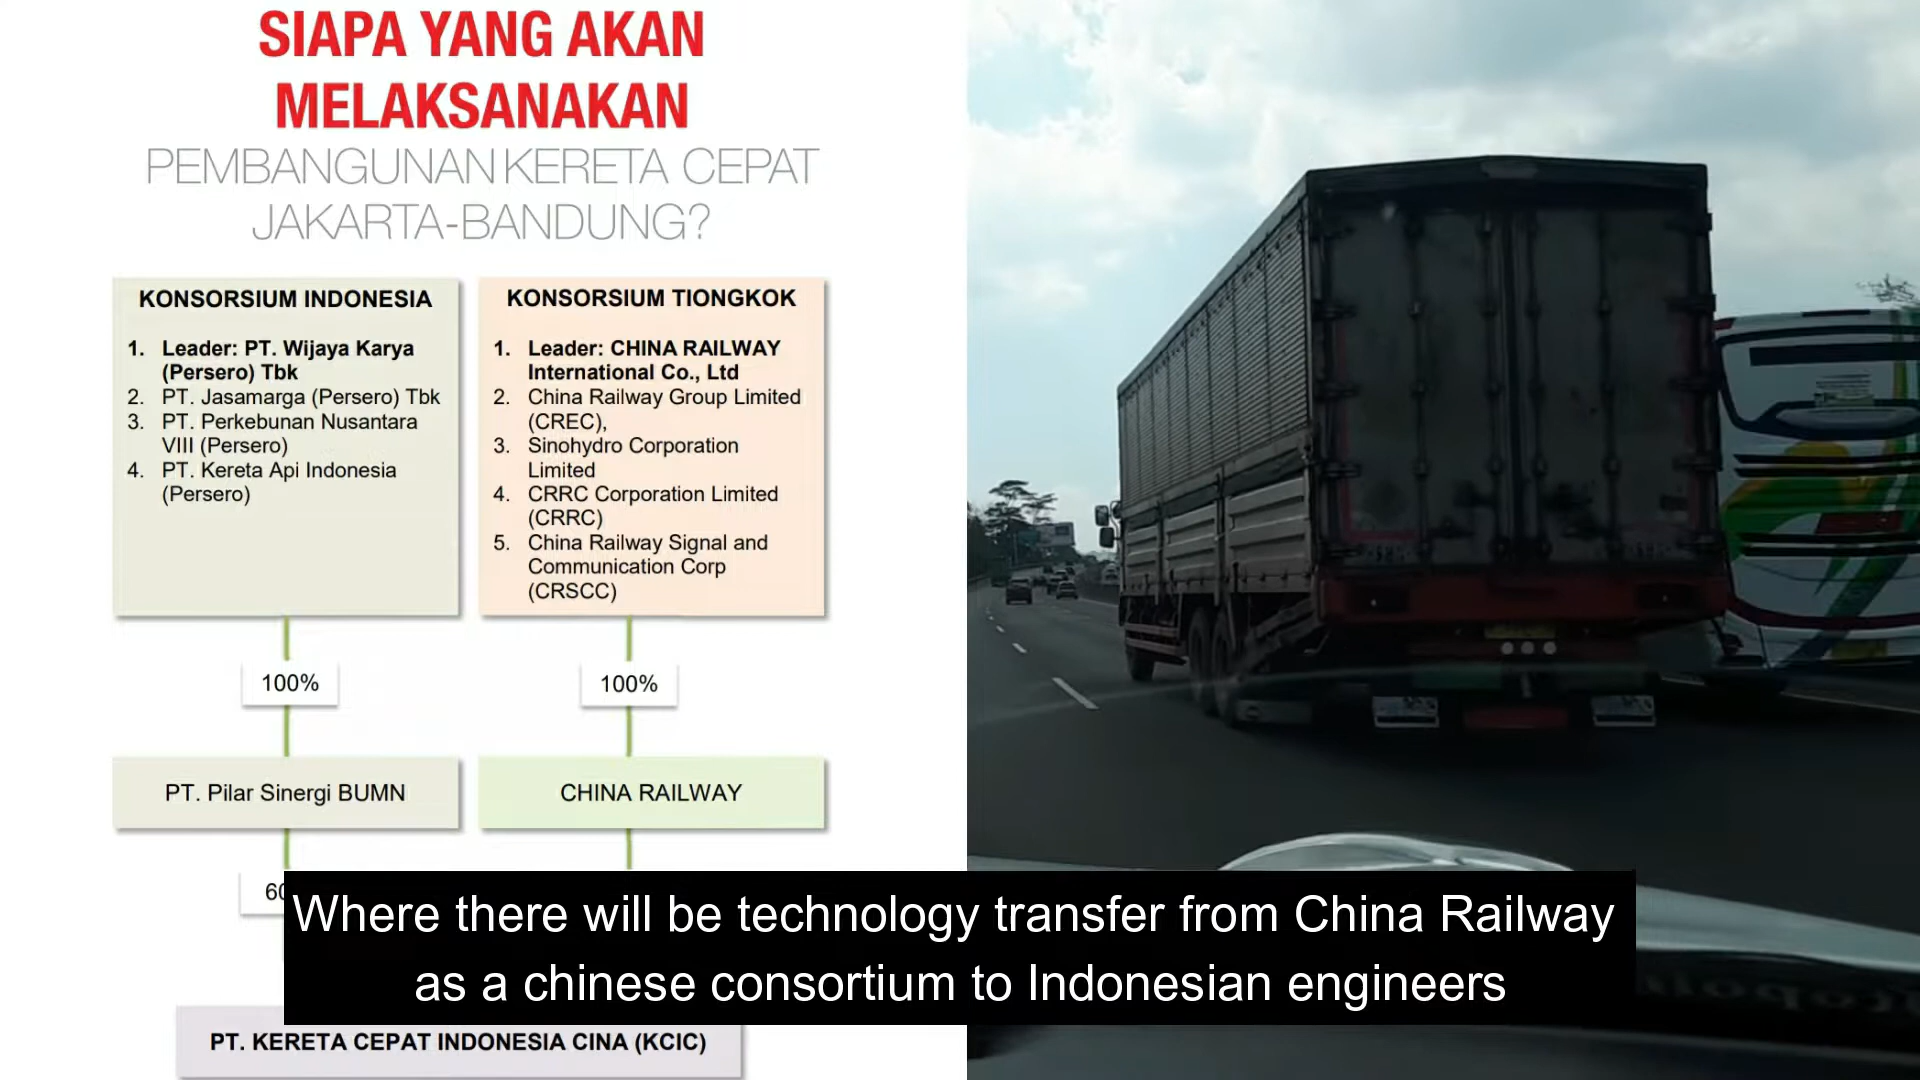 SIAPA YANG AKAN
MELAKSANAKAN
PEMBANGUNAN KERETA CEPAT
JAKARTA-BANDUNG?
KONSORSIUM INDONESIA
1. Leader: PT. Wijaya Karya
(Persero) Tbk
2. PT. Jasamarga (Persero) Tbk
3. PT. Perkebunan Nusantara
VIII (Persero)
4. PT. Kereta Api Indonesia
(Persero)
KONSORSIUM TIONGKOK
1. Leader: CHINA RAILWAY
International Co., Ltd
2. China Railway Group Limited
(CREC),
3. Sinohydro Corporation
Limited
4. CRRC Corporation Limited
(CRRC)
5. China Railway Signal and
Communication Corp
(CRSCC)
100%
100%
PT. Pilar Sinergi BUMN
CHINA RAILWAY
Where there will be technology transfer from China Railway
as a chinese consortium to Indonesian engineers
PT. KERETA CEPAT INDONESIA CINA (KCIC)